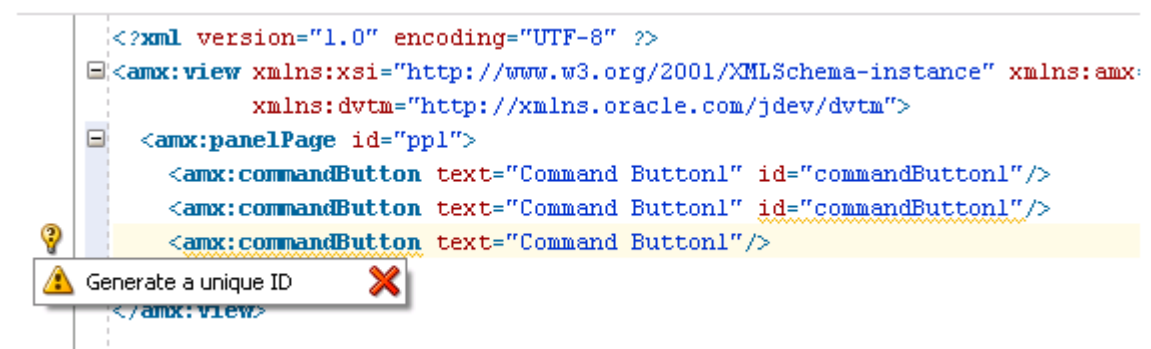 <?xml version="1.0" encoding="UTF-8" ?>
<amx:view xmlns:xsi="http://www.w3.org/2001/XMLSchema-instance" xmlns:amx
xmlns:dvtm="http://xmlns.oracle.com/jdev/dvtm">
<amx:panelPage id="pp1">
<amx:commandButton text="Command Button1" id="commandButton1"/>
<amx:commandButton text="Command Button1" id="commandButton1"/>
<amx:commandButton text="Command Button1"/>
Generate a unique ID
</amx:view>